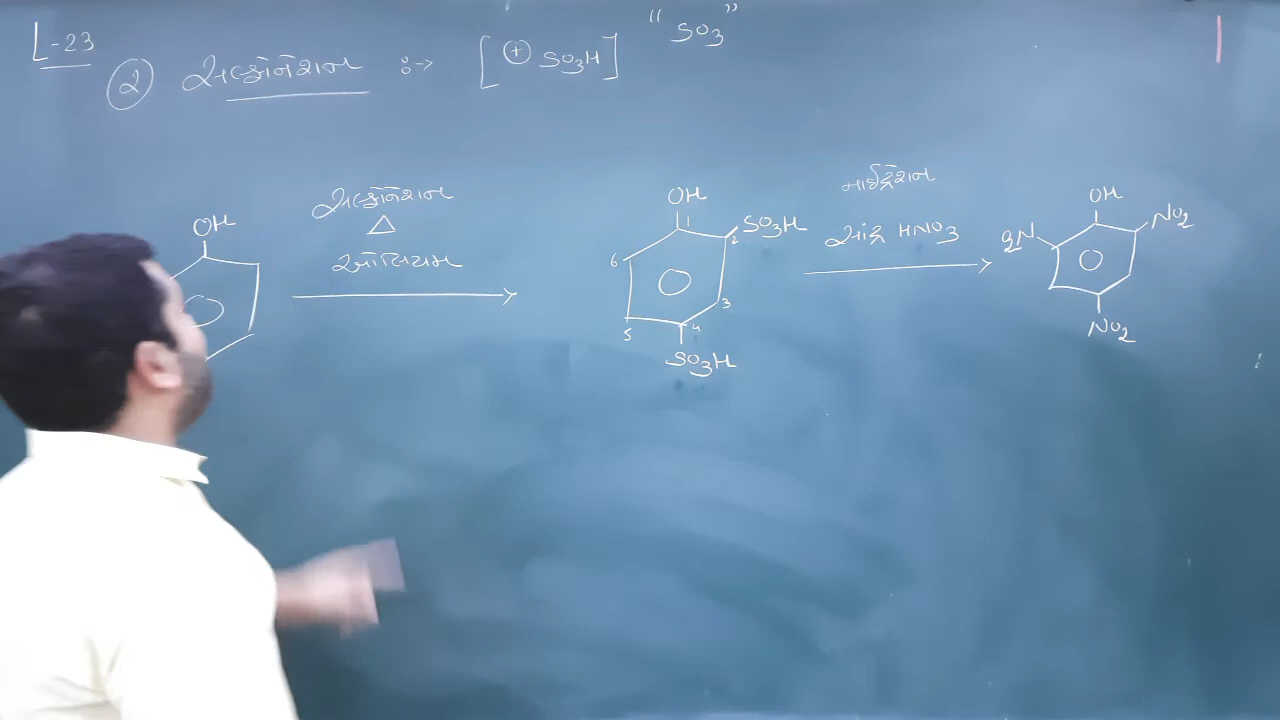 L-23
(૨) સલ્ફોનેશન :→ [⊕ SO3H] "SO3"
OH
સલ્ફોનેશન
△
ઓલિયમ
OH
1
SO3H
2
3
4
5
6
SO3H
નાઈટ્રેશન
સાંદ્ર HNO3
OH
NO2
O2N
NO2